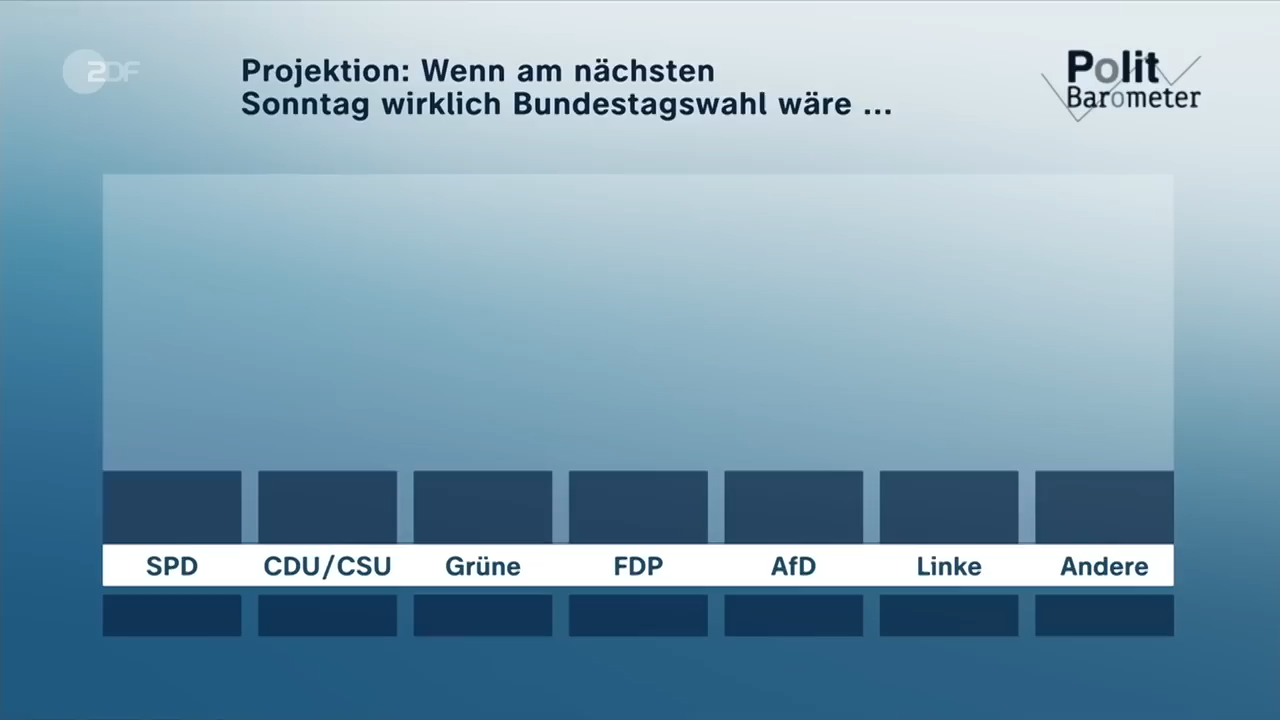 ZDF
Projektion: Wenn am nächsten
Sonntag wirklich Bundestagswahl wäre ...
Polit
Barometer
SPD CDU/CSU Grüne FDP AfD Linke Andere